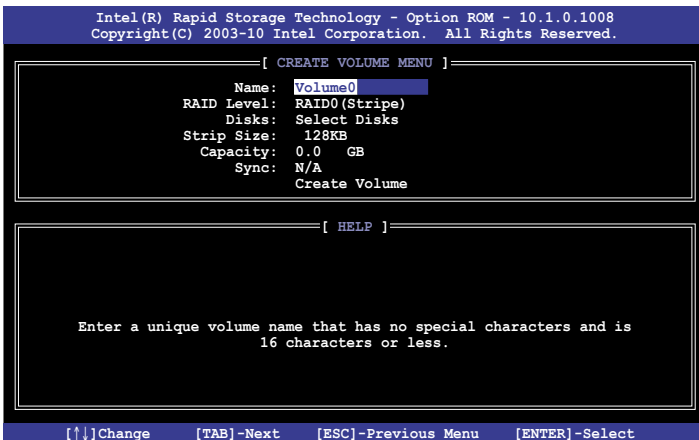 Intel(R) Rapid Storage Technology - Option ROM - 10.1.0.1008
Copyright(C) 2003-10 Intel Corporation.  All Rights Reserved.
[ CREATE VOLUME MENU ]
Name: Volume0
RAID Level: RAID0(Stripe)
Disks: Select Disks
Strip Size: 128KB
Capacity: 0.0 GB
Sync: N/A
Create Volume
[ HELP ]
Enter a unique volume name that has no special characters and is
16 characters or less.
[↑↓]Change [TAB]-Next [ESC]-Previous Menu [ENTER]-Select